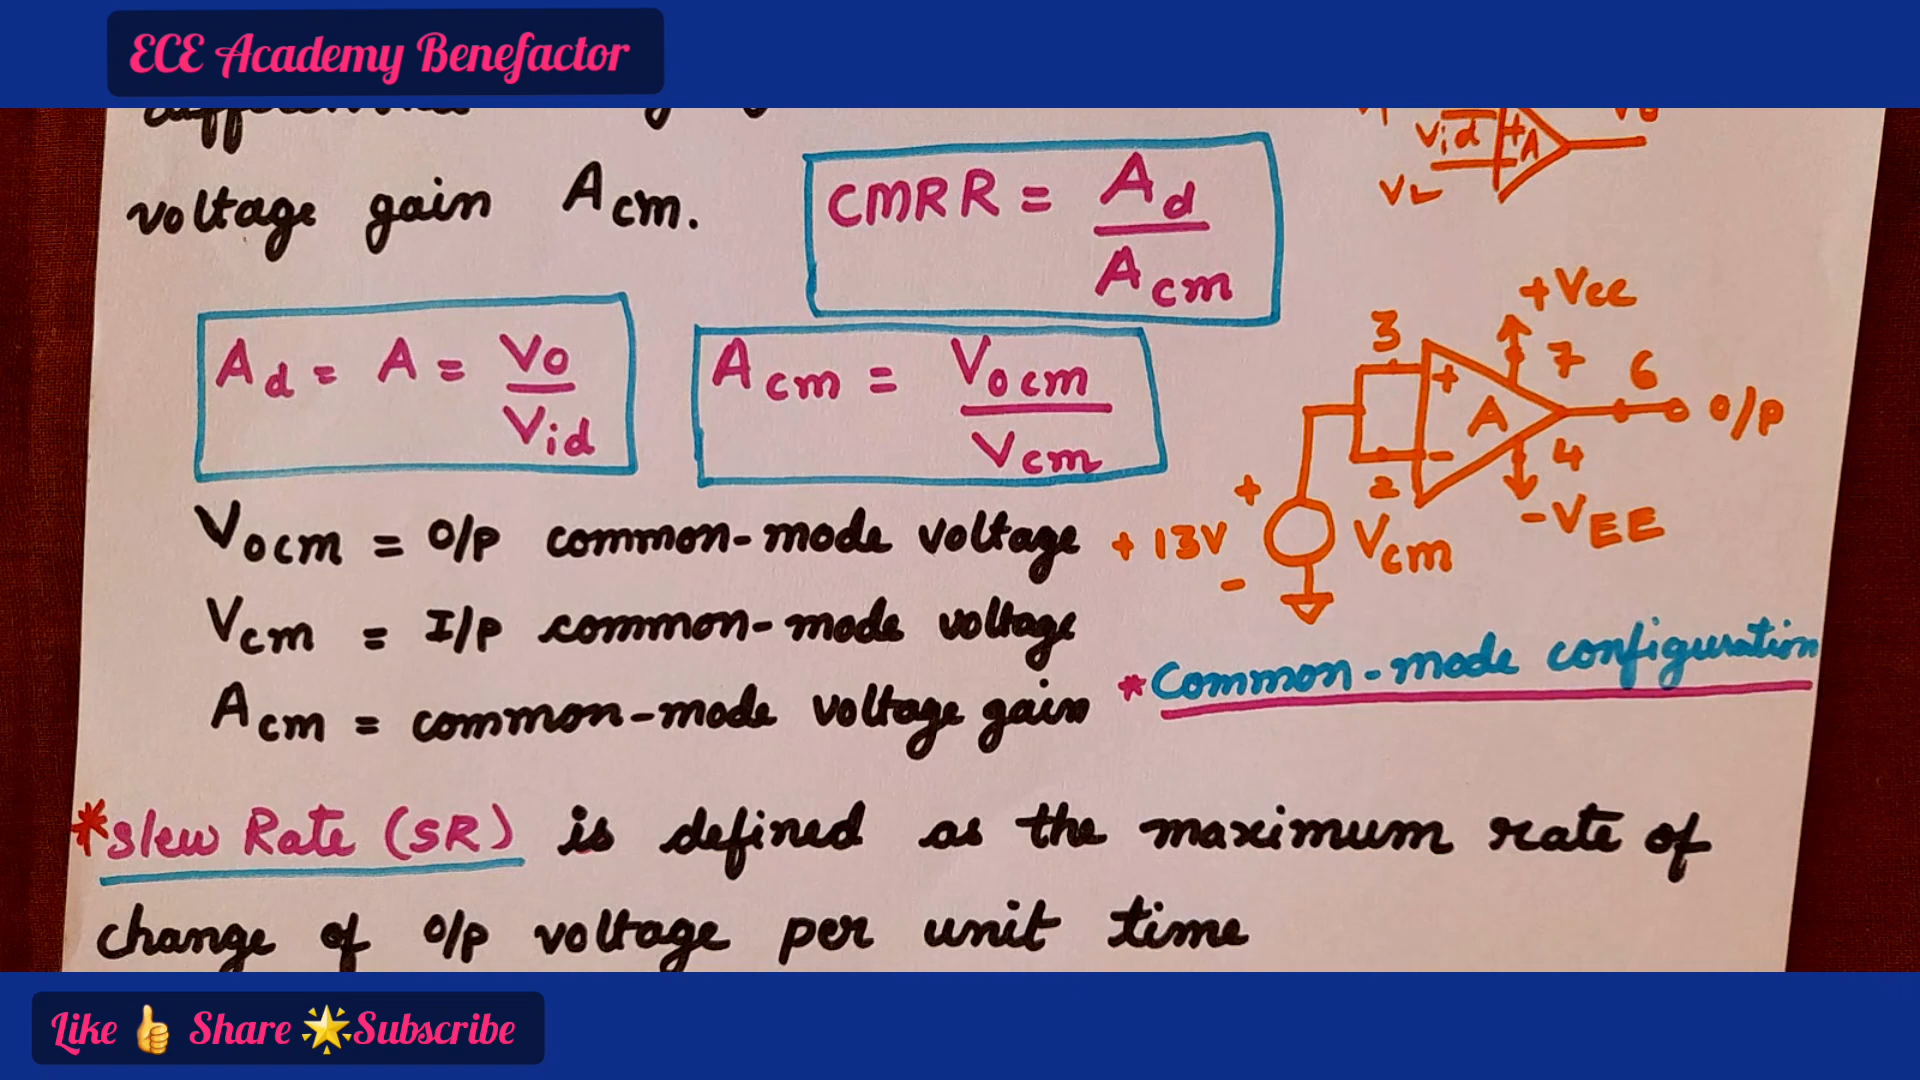 ECE Academy Benefactor
voltage gain Acm.
CMRR = Ad / Acm
Vid + A
V2
Ad = A = Vo / Vid
Acm = Vocm / Vcm
+Vcc
3 + 7 6
A O/P
2 - 4
-VEE
Vocm = O/P common-mode voltage
+ 13V - Vcm
+
Vcm = I/P common-mode voltage
Acm = common-mode voltage gain
*Common-mode configuration
*Slew Rate (SR) is defined as the maximum rate of
change of O/P voltage per unit time
Like 👍 Share 🌟Subscribe